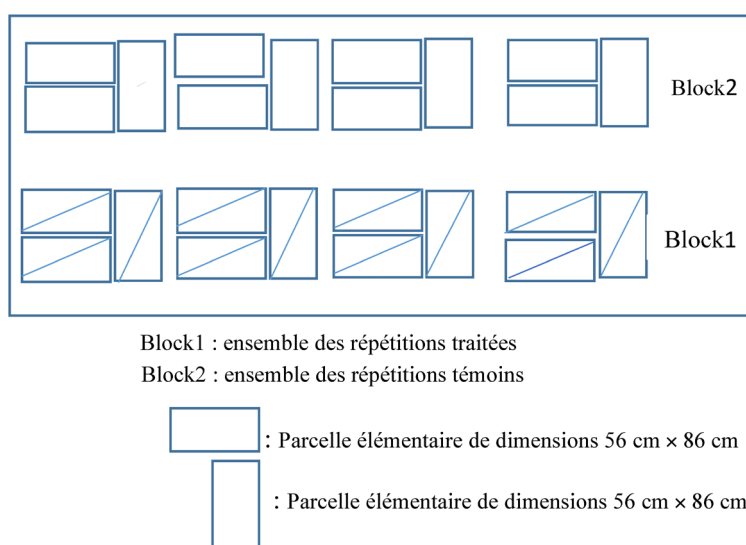 Block2
Block1
Block1 : ensemble des répétitions traitées
Block2 : ensemble des répétitions témoins
: Parcelle élémentaire de dimensions 56 cm × 86 cm
: Parcelle élémentaire de dimensions 56 cm × 86 cm